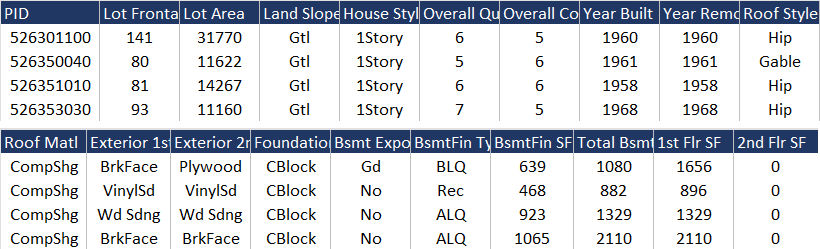 PID Lot Fronta Lot Area Land Slope House Styl Overall Qu Overall Co Year Built Year Remo Roof Style
526301100 141 31770 Gtl 1Story 6 5 1960 1960 Hip
526350040 80 11622 Gtl 1Story 5 6 1961 1961 Gable
526351010 81 14267 Gtl 1Story 6 6 1958 1958 Hip
526353030 93 11160 Gtl 1Story 7 5 1968 1968 Hip
Roof Matl Exterior 1st Exterior 2r Foundation Bsmt Expo BsmtFin Ty BsmtFin SF Total Bsmt 1st Flr SF 2nd Flr SF
CompShg BrkFace Plywood CBlock Gd BLQ 639 1080 1656 0
CompShg VinylSd VinylSd CBlock No Rec 468 882 896 0
CompShg Wd Sdng Wd Sdng CBlock No ALQ 923 1329 1329 0
CompShg BrkFace BrkFace CBlock No ALQ 1065 2110 2110 0